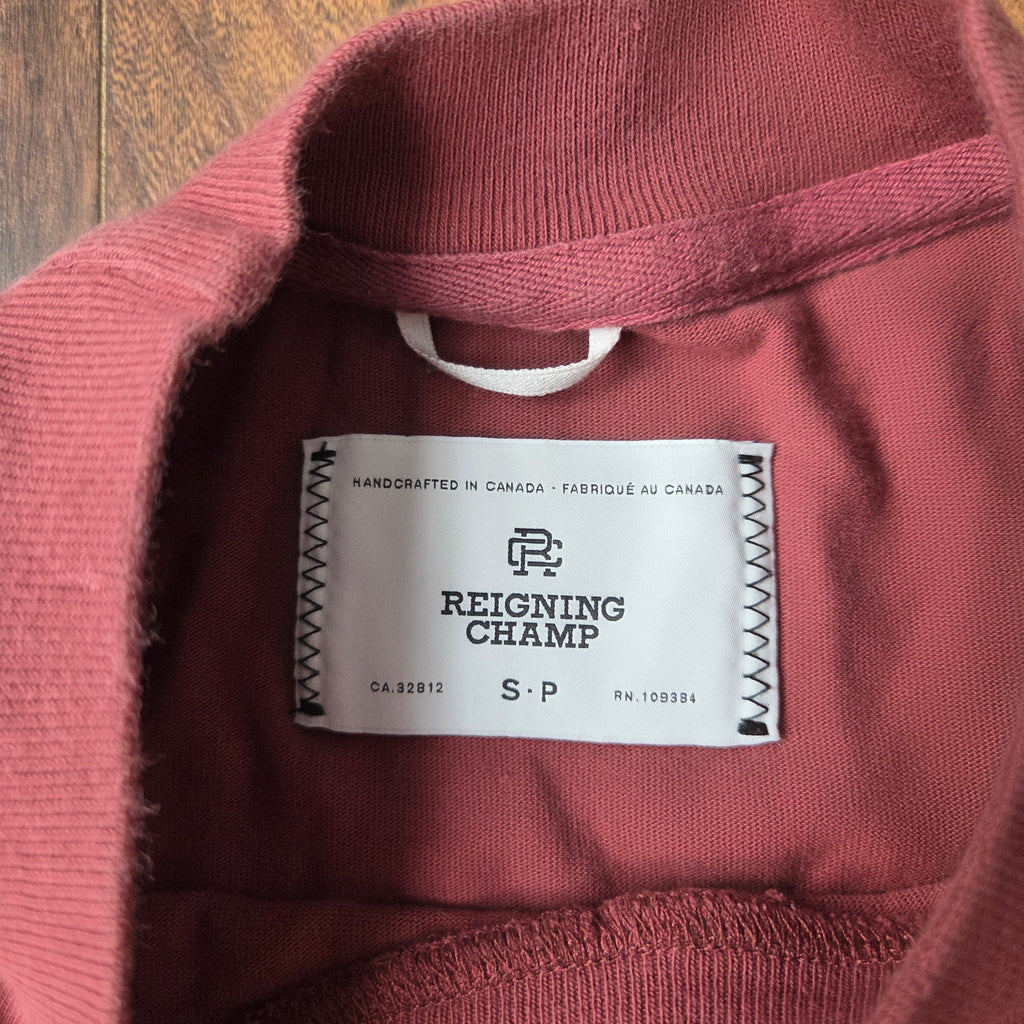 HANDCRAFTED IN CANADA · FABRIQUÉ AU CANADA
RC
REIGNING
CHAMP
CA.32812 S · P RN.109384